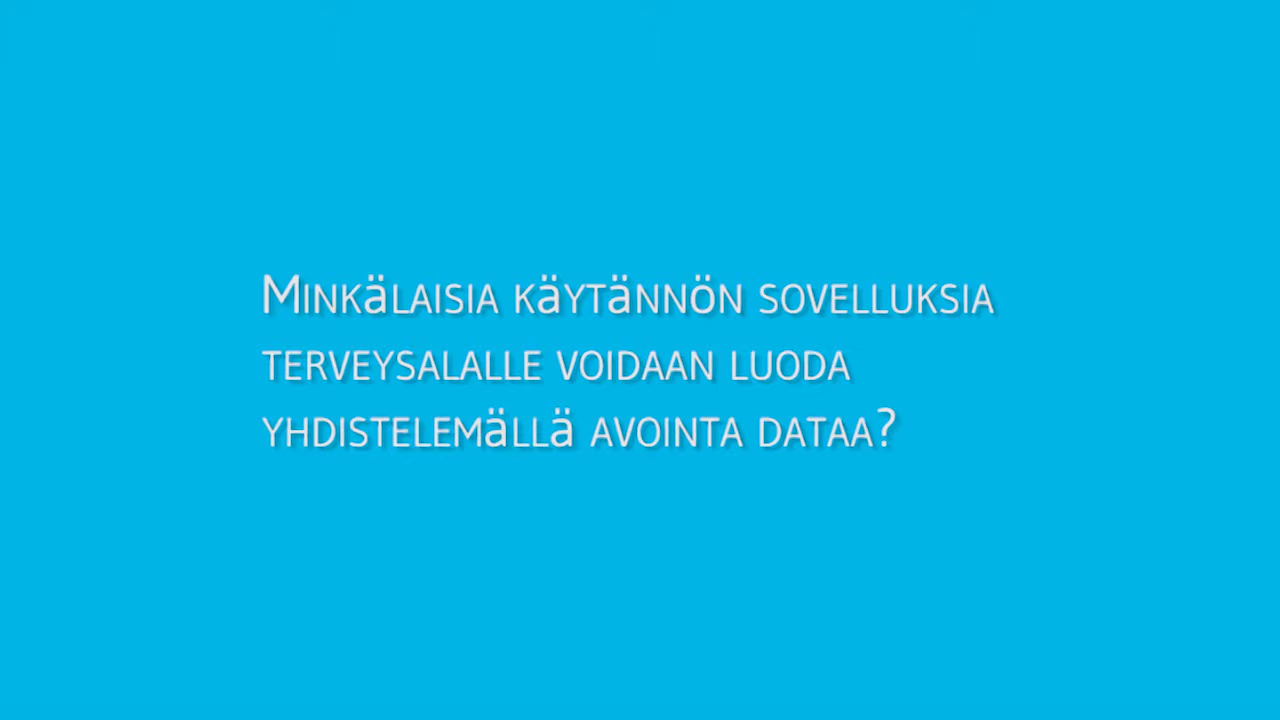 Minkälaisia käytännön sovelluksia
terveysalalle voidaan luoda
yhdistelemällä avointa dataa?